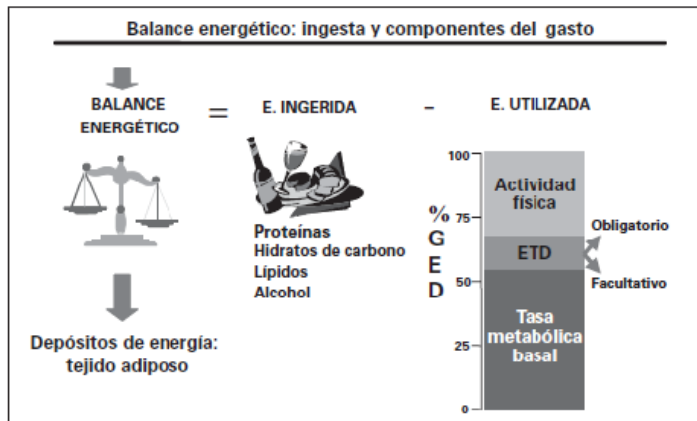 Balance energético: ingesta y componentes del gasto
BALANCE
ENERGÉTICO
=
E. INGERIDA
–
E. UTILIZADA
Proteínas
Hidratos de carbono
Lípidos
Alcohol
Depósitos de energía:
tejido adiposo
%
G
E
D
100
75
50
25
0
Actividad
física
ETD
Tasa
metabólica
basal
Obligatorio
Facultativo